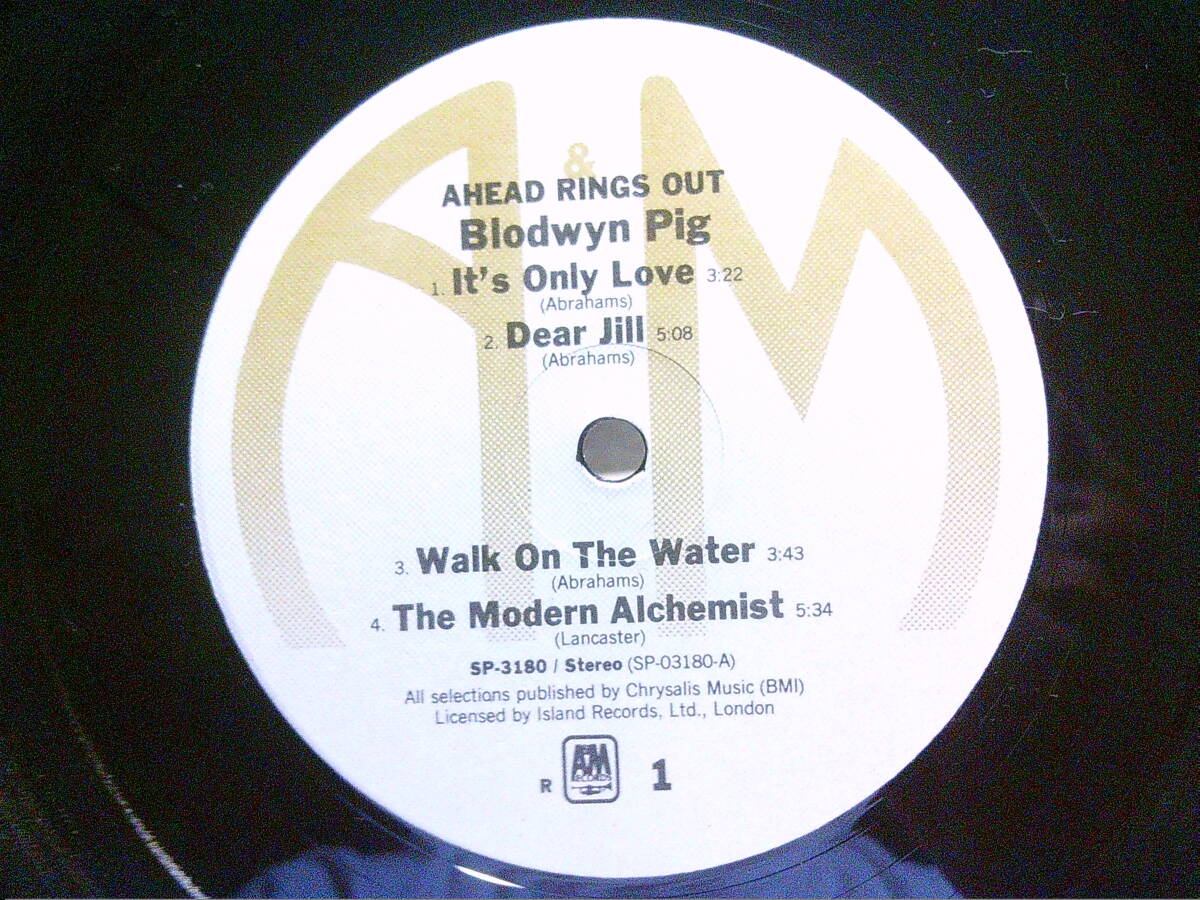 A & M
AHEAD RINGS OUT
Blodwyn Pig
1. It's Only Love 3:22
(Abrahams)
2. Dear Jill 5:08
(Abrahams)
3. Walk On The Water 3:43
(Abrahams)
4. The Modern Alchemist 5:34
(Lancaster)
SP-3180 / Stereo (SP-03180-A)
All selections published by Chrysalis Music (BMI)
Licensed by Island Records, Ltd., London
R A&M RECORDS 1